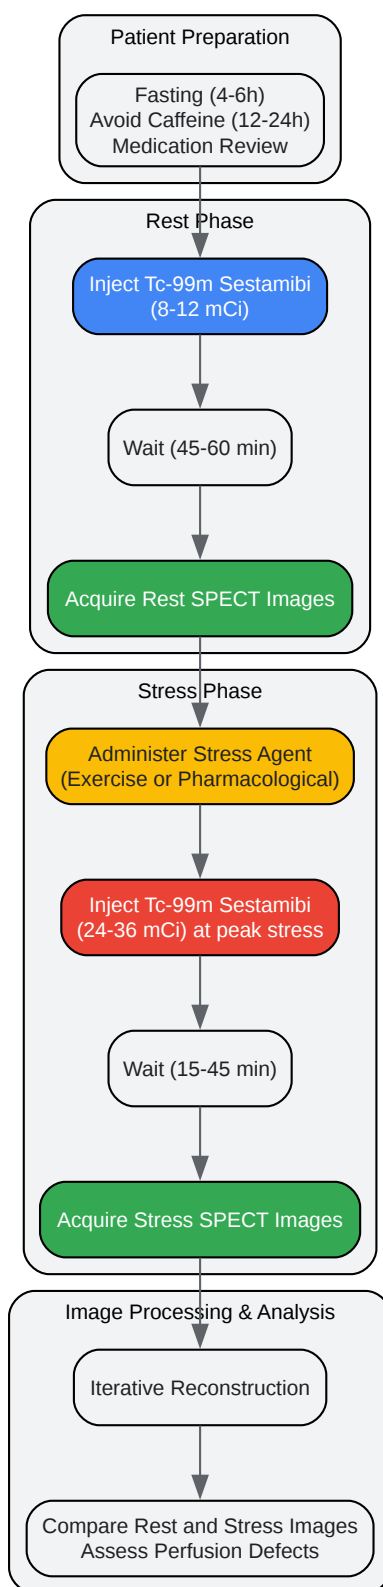 Patient Preparation
Fasting (4-6h)
Avoid Caffeine (12-24h)
Medication Review
Rest Phase
Inject Tc-99m Sestamibi
(8-12 mCi)
Wait (45-60 min)
Acquire Rest SPECT Images
Stress Phase
Administer Stress Agent
(Exercise or Pharmacological)
Inject Tc-99m Sestamibi
(24-36 mCi) at peak stress
Wait (15-45 min)
Acquire Stress SPECT Images
Image Processing & Analysis
Iterative Reconstruction
Compare Rest and Stress Images
Assess Perfusion Defects